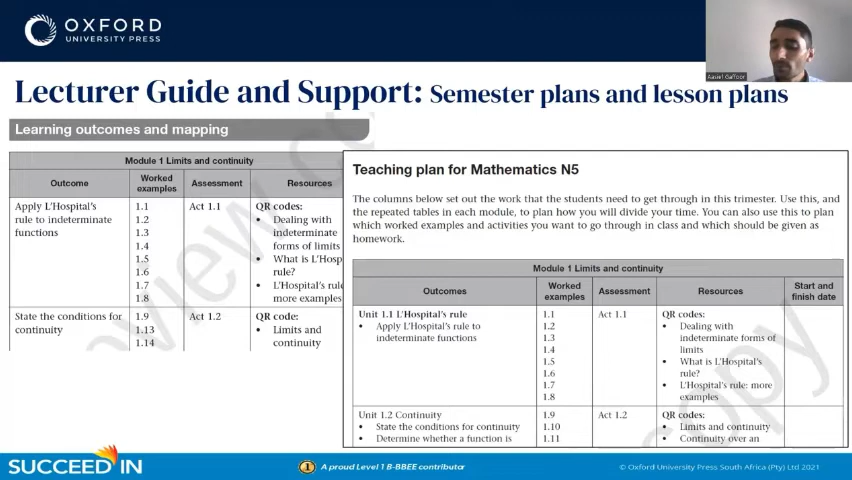 OXFORD
UNIVERSITY PRESS
Aasief Gaffoor
Lecturer Guide and Support: Semester plans and lesson plans
Learning outcomes and mapping
Module 1 Limits and continuity
Outcome
Worked examples
Assessment
Resources
Apply L'Hospital's
rule to indeterminate
functions
1.1
1.2
1.3
1.4
1.5
1.6
1.7
1.8
Act 1.1
QR codes:
• Dealing with
indeterminate
forms of limits
• What is L'Hosp
rule?
• L'Hospital's rule
more examples
State the conditions for
continuity
1.9
1.13
1.14
Act 1.2
QR code:
• Limits and
continuity
Teaching plan for Mathematics N5
The columns below set out the work that the students need to get through in this trimester. Use this, and
the repeated tables in each module, to plan how you will divide your time. You can also use this to plan
which worked examples and activities you want to go through in class and which should be given as
homework.
Module 1 Limits and continuity
Outcomes
Worked examples
Assessment
Resources
Start and finish date
Unit 1.1 L'Hospital's rule
• Apply L'Hospital's rule to
indeterminate functions
1.1
1.2
1.3
1.4
1.5
1.6
1.7
1.8
Act 1.1
QR codes:
• Dealing with
indeterminate forms of
limits
• What is L'Hospital's
rule?
• L'Hospital's rule: more
examples
Unit 1.2 Continuity
• State the conditions for continuity
• Determine whether a function is
1.9
1.10
1.11
Act 1.2
QR codes:
• Limits and continuity
• Continuity over an
SUCCEED IN
1 A proud Level 1 B-BBEE contributor
© Oxford University Press South Africa (Pty) Ltd 2021